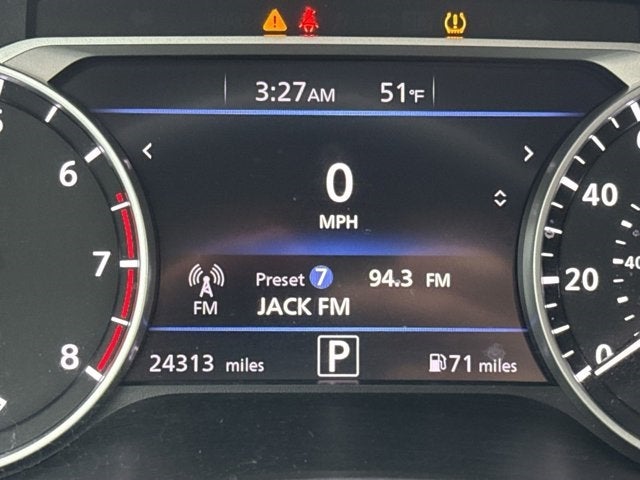 3:27AM 51°F
0
MPH
Preset 7 94.3 FM
FM JACK FM
24313 miles P 71 miles
6
7
8
40
20
0